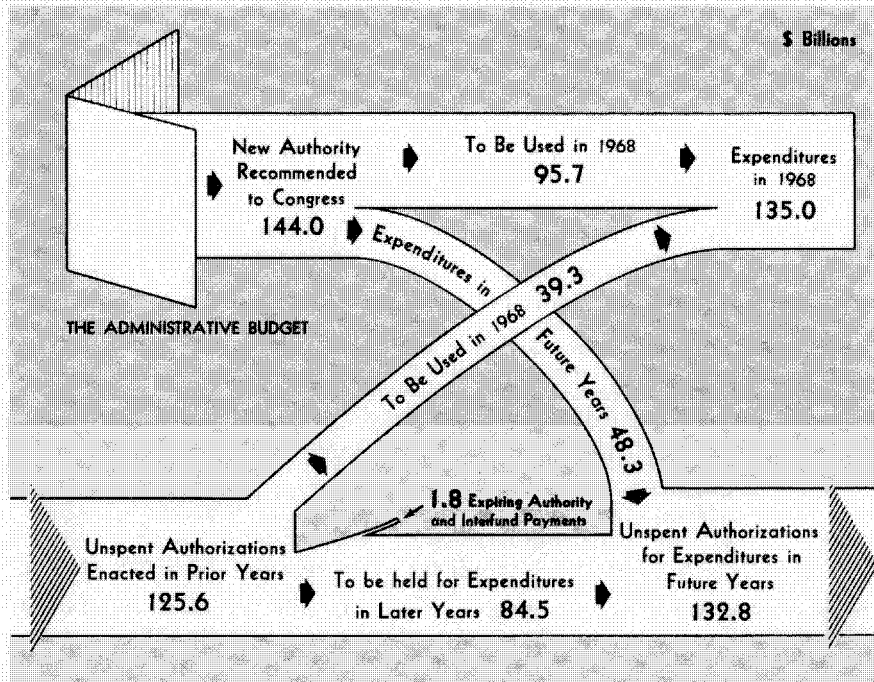 $ Billions
New Authority
Recommended
to Congress
144.0
To Be Used in 1968
95.7
Expenditures
in 1968
135.0
Expenditures in
Future Years 48.3
To Be Used in 1968 39.3
THE ADMINISTRATIVE BUDGET
1.8 Expiring Authority
and Interfund Payments
Unspent Authorizations
Enacted in Prior Years
125.6
To be held for Expenditures
in Later Years 84.5
Unspent Authorizations
for Expenditures in
Future Years
132.8